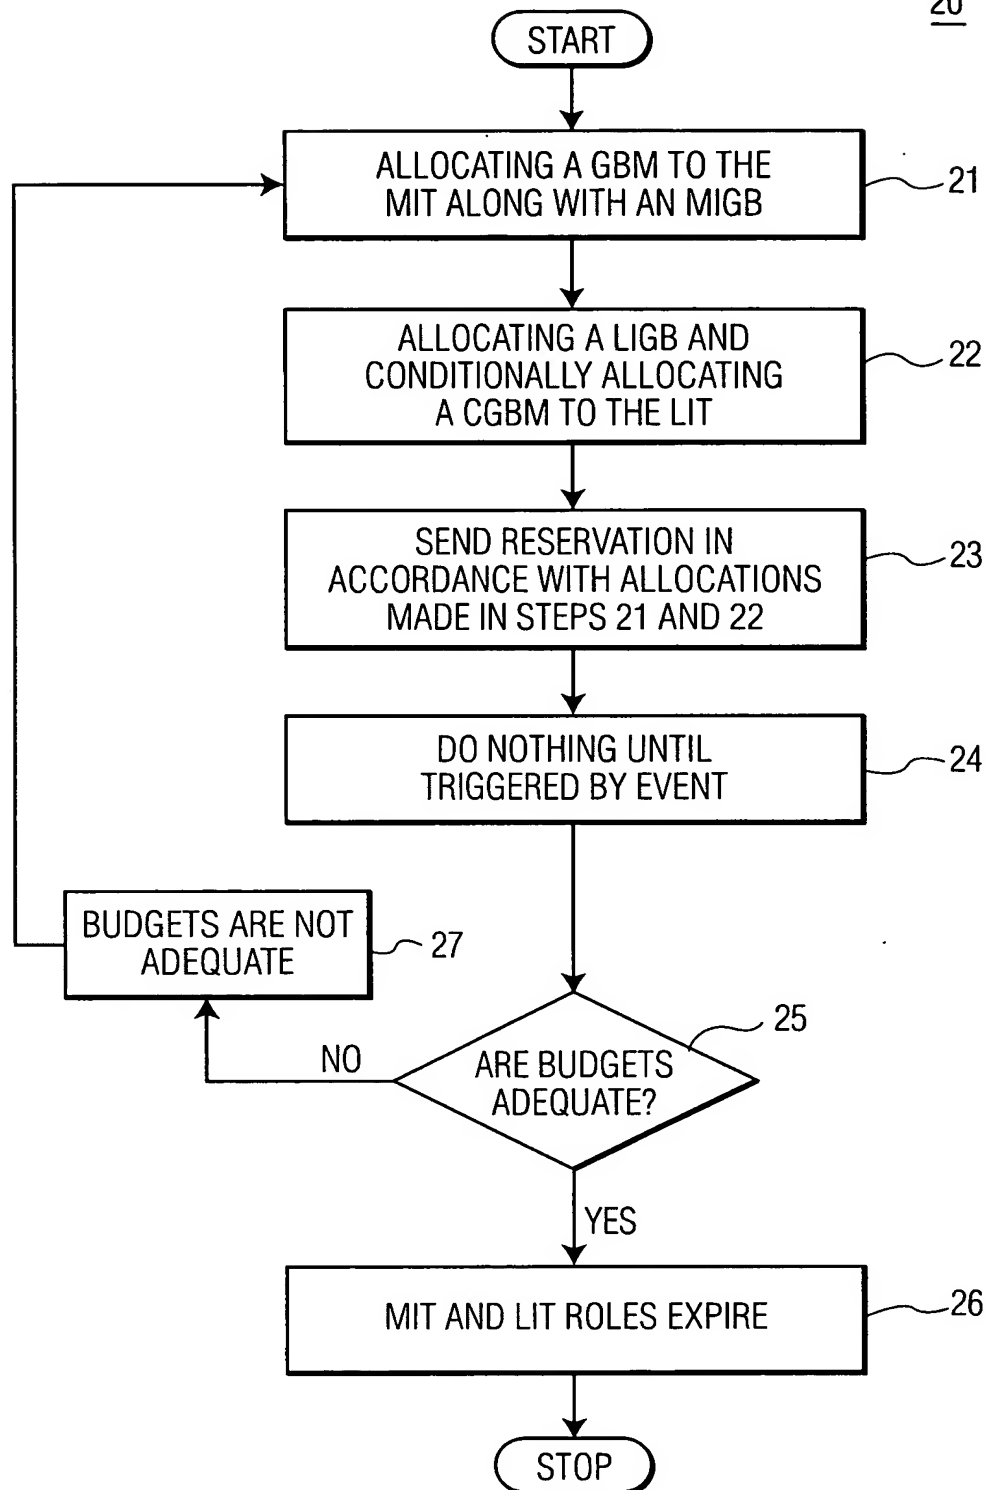 20
START
ALLOCATING A GBM TO THE
MIT ALONG WITH AN MIGB
21
ALLOCATING A LIGB AND
CONDITIONALLY ALLOCATING
A CGBM TO THE LIT
22
SEND RESERVATION IN
ACCORDANCE WITH ALLOCATIONS
MADE IN STEPS 21 AND 22
23
DO NOTHING UNTIL
TRIGGERED BY EVENT
24
BUDGETS ARE NOT
ADEQUATE
27
25
NO
ARE BUDGETS
ADEQUATE?
YES
MIT AND LIT ROLES EXPIRE
26
STOP